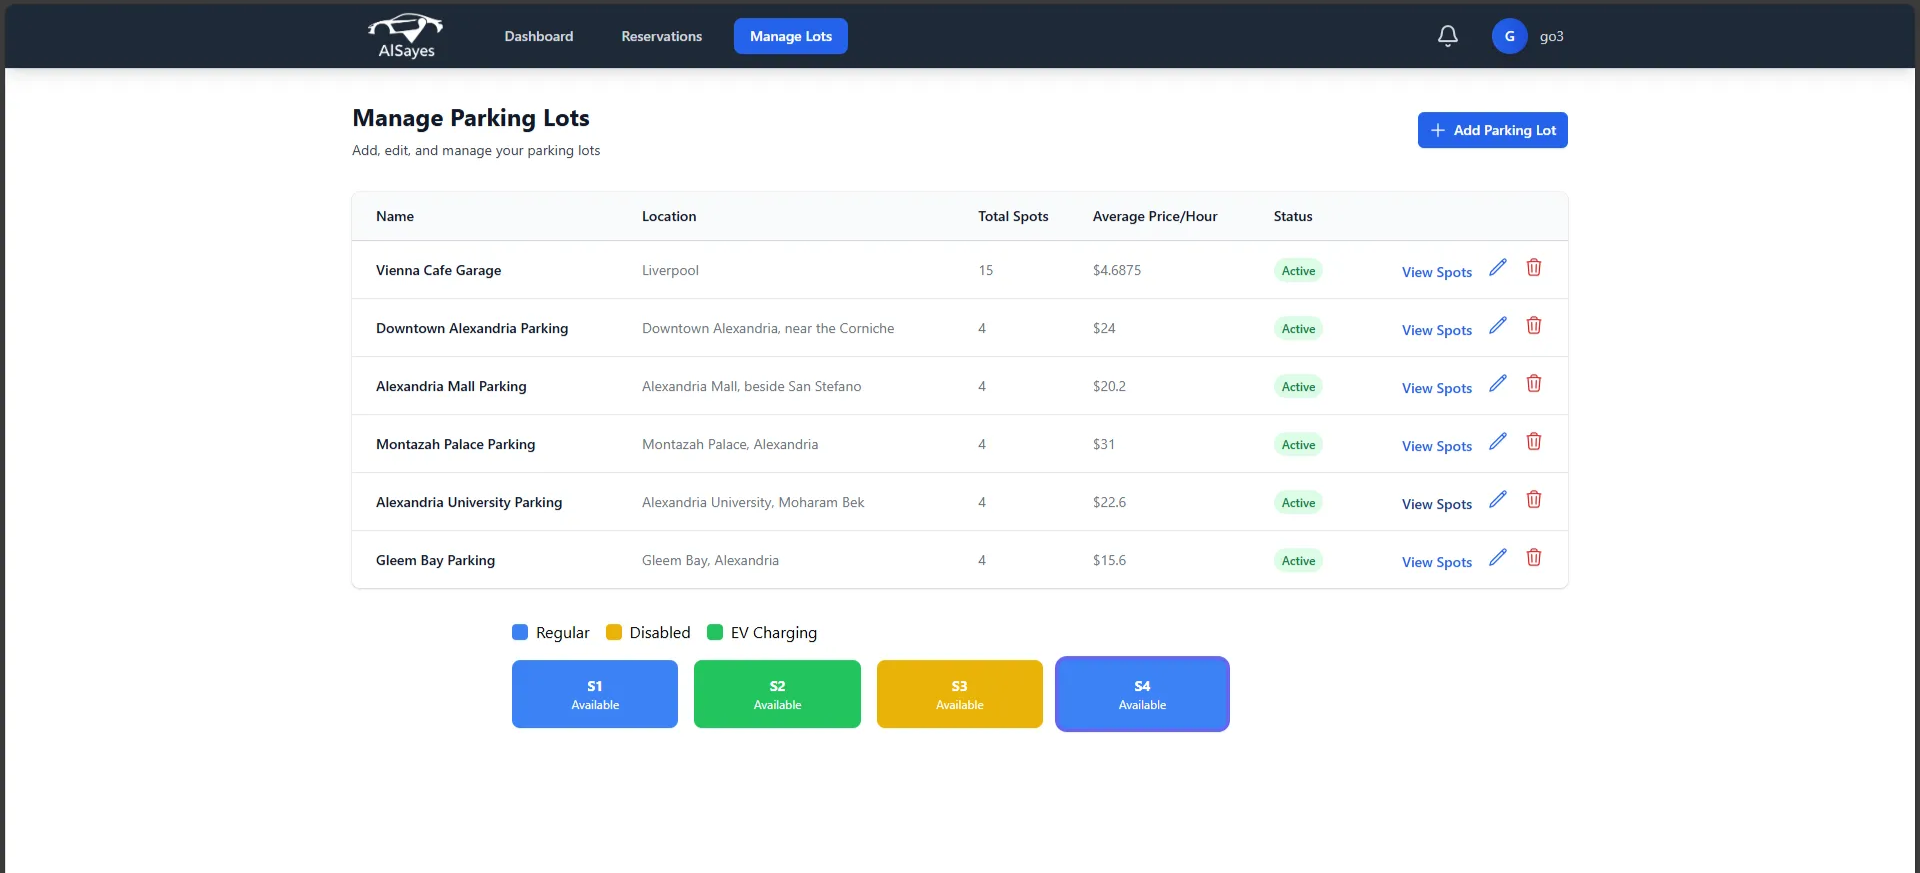 AlSayes Dashboard Reservations Manage Lots G go3
Manage Parking Lots
Add, edit, and manage your parking lots
Add Parking Lot
Name Location Total Spots Average Price/Hour Status
Vienna Cafe Garage Liverpool 15 $4.6875 Active View Spots
Downtown Alexandria Parking Downtown Alexandria, near the Corniche 4 $24 Active View Spots
Alexandria Mall Parking Alexandria Mall, beside San Stefano 4 $20.2 Active View Spots
Montazah Palace Parking Montazah Palace, Alexandria 4 $31 Active View Spots
Alexandria University Parking Alexandria University, Moharam Bek 4 $22.6 Active View Spots
Gleem Bay Parking Gleem Bay, Alexandria 4 $15.6 Active View Spots
Regular Disabled EV Charging
S1 S2 S3 S4
Available Available Available Available